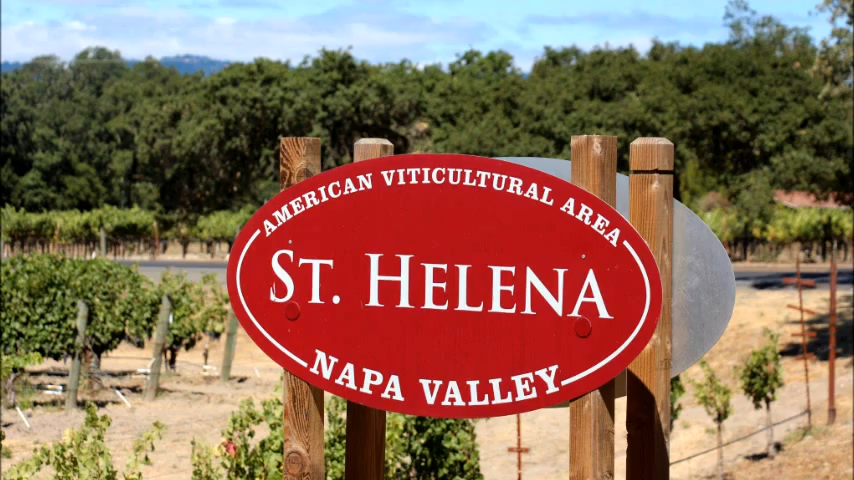 AMERICAN VITICULTURAL AREA
ST. HELENA
NAPA VALLEY